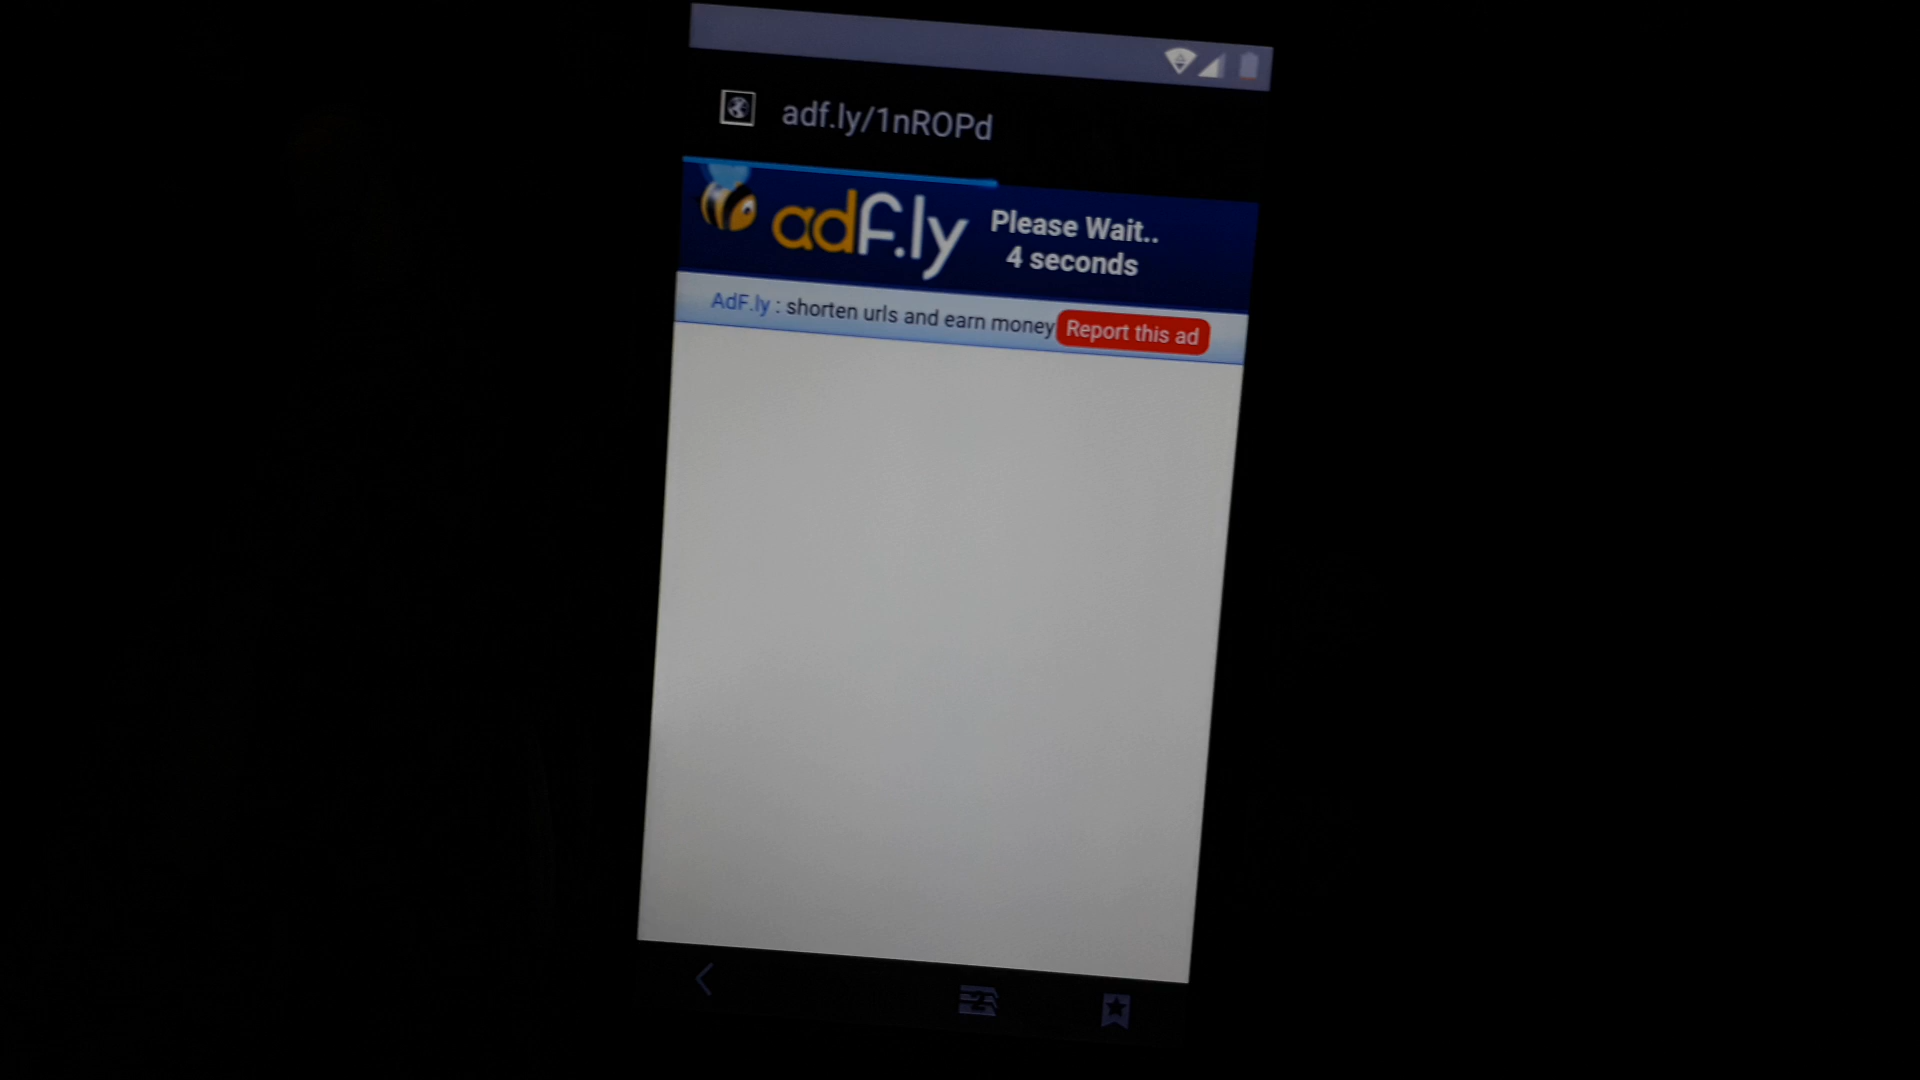 adf.ly/1nROPd
adf.ly
Please Wait..
4 seconds
AdF.ly : shorten urls and earn money
Report this ad